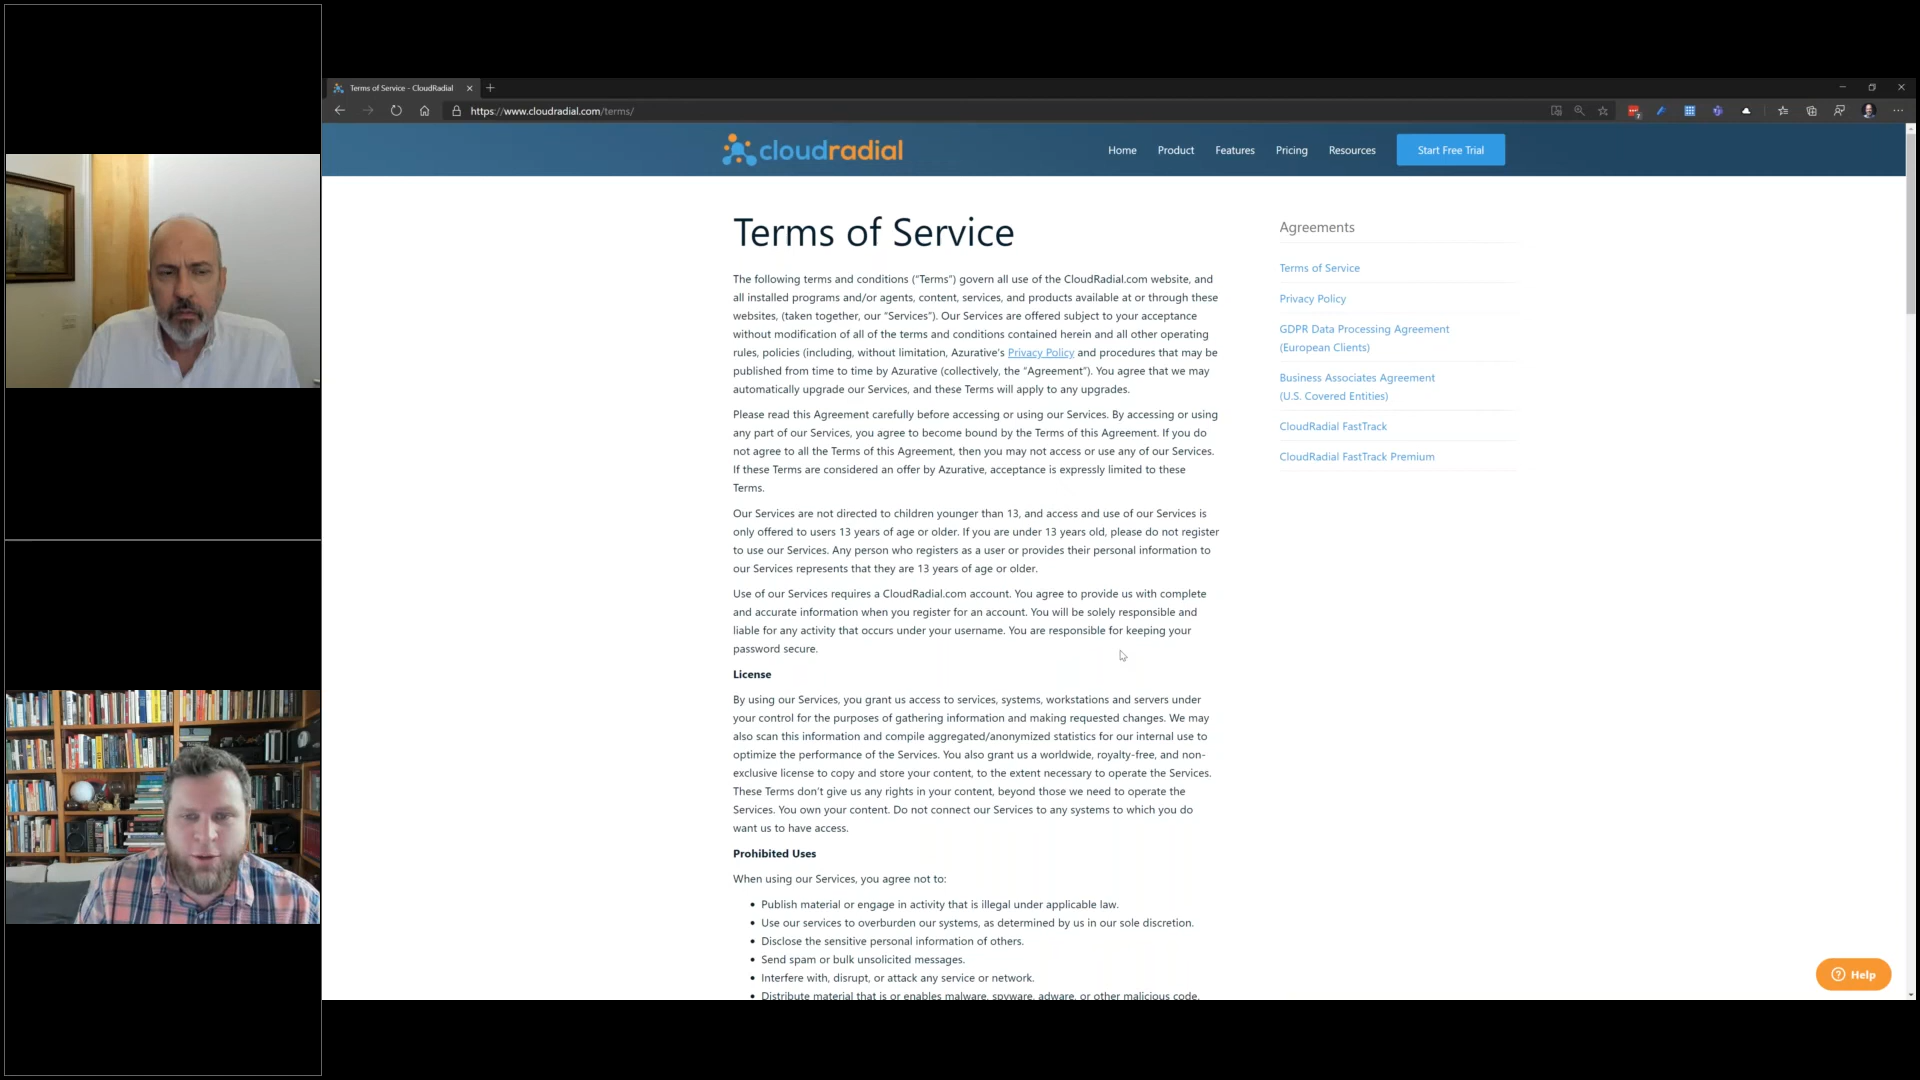 Terms of Service - CloudRadial
https://www.cloudradial.com/terms/
cloudradial
Home
Product
Features
Pricing
Resources
Start Free Trial
Terms of Service
The following terms and conditions (“Terms”) govern all use of the CloudRadial.com website, and
all installed programs and/or agents, content, services, and products available at or through these
websites, (taken together, our “Services”). Our Services are offered subject to your acceptance
without modification of all of the terms and conditions contained herein and all other operating
rules, policies (including, without limitation, Azurative’s Privacy Policy and procedures that may be
published from time to time by Azurative (collectively, the “Agreement”). You agree that we may
automatically upgrade our Services, and these Terms will apply to any upgrades.
Please read this Agreement carefully before accessing or using our Services. By accessing or using
any part of our Services, you agree to become bound by the Terms of this Agreement. If you do
not agree to all the Terms of this Agreement, then you may not access or use any of our Services.
If these Terms are considered an offer by Azurative, acceptance is expressly limited to these
Terms.
Our Services are not directed to children younger than 13, and access and use of our Services is
only offered to users 13 years of age or older. If you are under 13 years old, please do not register
to use our Services. Any person who registers as a user or provides their personal information to
our Services represents that they are 13 years of age or older.
Use of our Services requires a CloudRadial.com account. You agree to provide us with complete
and accurate information when you register for an account. You will be solely responsible and
liable for any activity that occurs under your username. You are responsible for keeping your
password secure.
License
By using our Services, you grant us access to services, systems, workstations and servers under
your control for the purposes of gathering information and making requested changes. We may
also scan this information and compile aggregated/anonymized statistics for our internal use to
optimize the performance of the Services. You also grant us a worldwide, royalty-free, and non-
exclusive license to copy and store your content, to the extent necessary to operate the Services.
These Terms don’t give us any rights in your content, beyond those we need to operate the
Services. You own your content. Do not connect our Services to any systems to which you do
want us to have access.
Prohibited Uses
When using our Services, you agree not to:
• Publish material or engage in activity that is illegal under applicable law.
• Use our services to overburden our systems, as determined by us in our sole discretion.
• Disclose the sensitive personal information of others.
• Send spam or bulk unsolicited messages.
• Interfere with, disrupt, or attack any service or network.
• Distribute material that is or enables malware, spyware, adware, or other malicious code.
Agreements
Terms of Service
Privacy Policy
GDPR Data Processing Agreement
(European Clients)
Business Associates Agreement
(U.S. Covered Entities)
CloudRadial FastTrack
CloudRadial FastTrack Premium
Help